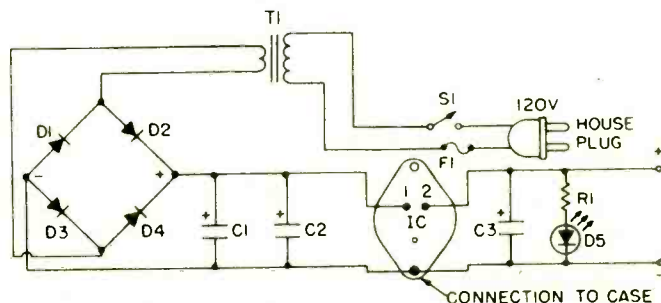 T1
S1
120V
HOUSE
PLUG
F1
D1
D2
-
+
D3
D4
+
C1
+
C2
1 2
IC
+
C3
R1
D5
+
-
CONNECTION TO CASE